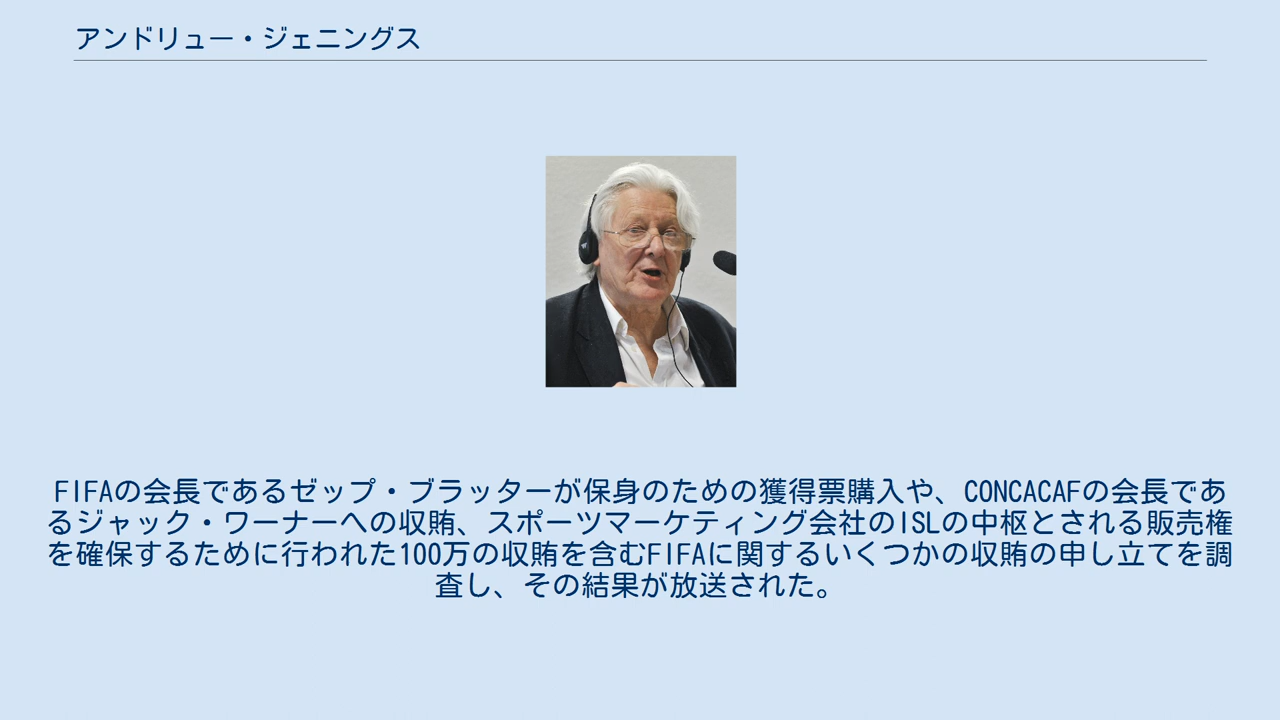 アンドリュー・ジェニングス
FIFAの会長であるゼップ・ブラッターが保身のための獲得票購入や、CONCACAFの会長であ
るジャック・ワーナーへの収賄、スポーツマーケティング会社のISLの中枢とされる販売権
を確保するために行われた100万の収賄を含むFIFAに関するいくつかの収賄の申し立てを調
査し、その結果が放送された。